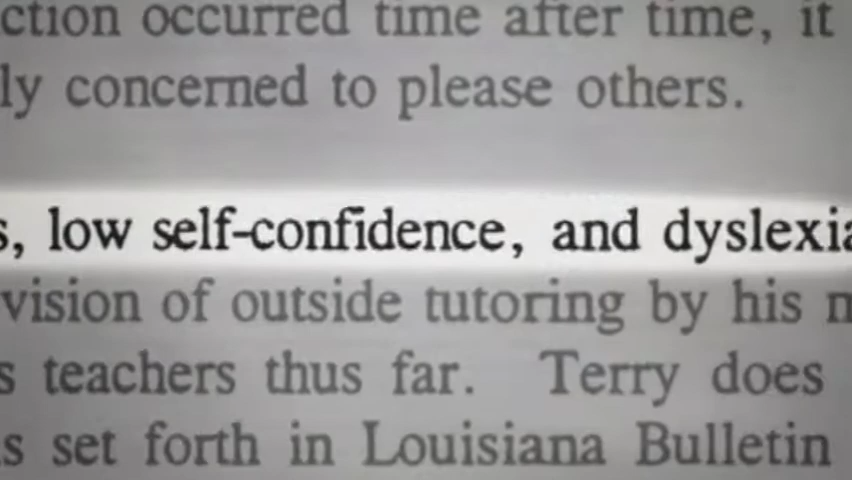 ction occurred time after time, it
ly concerned to please others.
s, low self-confidence, and dyslexia
vision of outside tutoring by his m
s teachers thus far. Terry does
s set forth in Louisiana Bulletin